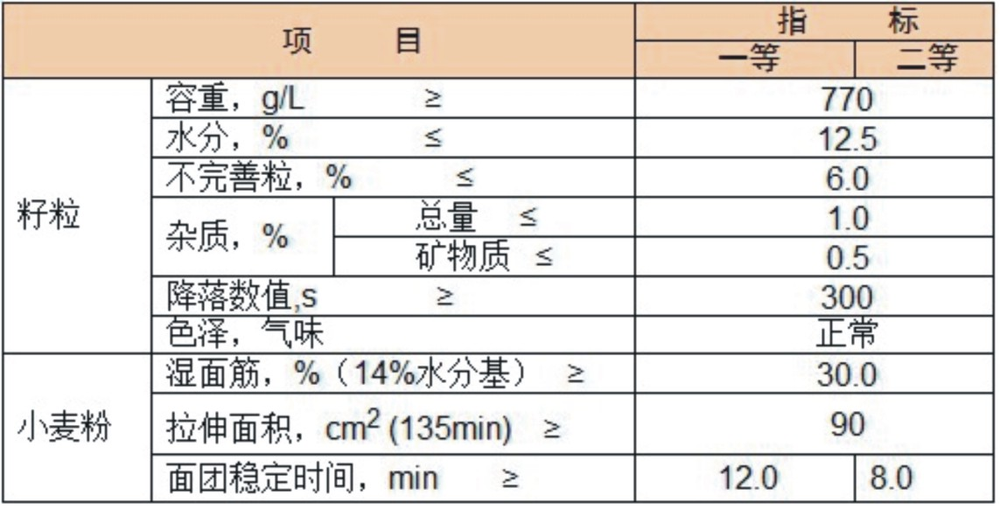 项 目 指 标
一等 二等
籽粒 容重，g/L ≥ 770
水分，% ≤ 12.5
不完善粒，% ≤ 6.0
杂质，% 总量 ≤ 1.0
矿物质 ≤ 0.5
降落数值,s ≥ 300
色泽，气味 正常
小麦粉 湿面筋，%（14%水分基） ≥ 30.0
拉伸面积，cm² (135min) ≥ 90
面团稳定时间，min ≥ 12.0 8.0